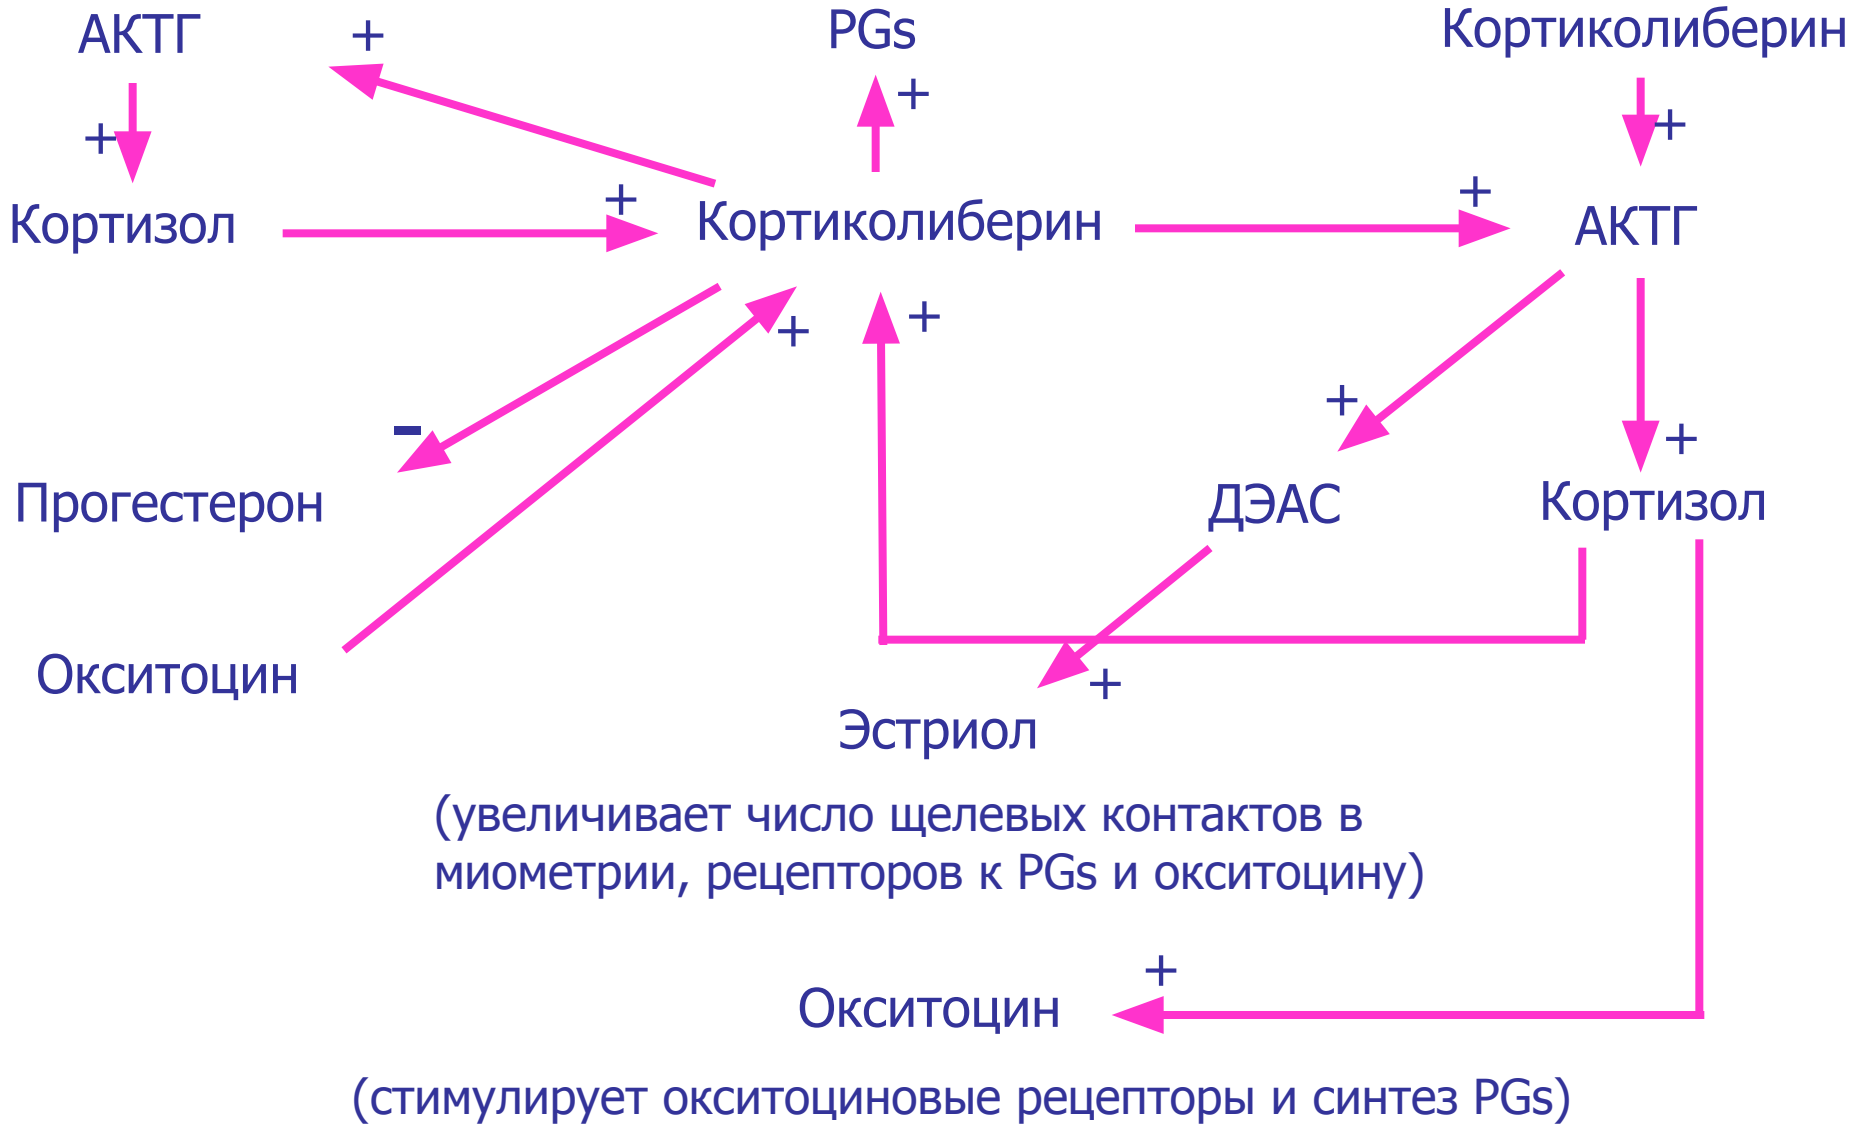 АКТГ
+
PGs
Кортиколиберин
+
+
+
Кортизол
+
Кортиколиберин
+
АКТГ
+
+
-
+
+
Прогестерон
ДЭАС
Кортизол
Окситоцин
+
Эстриол
(увеличивает число щелевых контактов в
миометрии, рецепторов к PGs и окситоцину)
+
Окситоцин
(стимулирует окситоциновые рецепторы и синтез PGs)